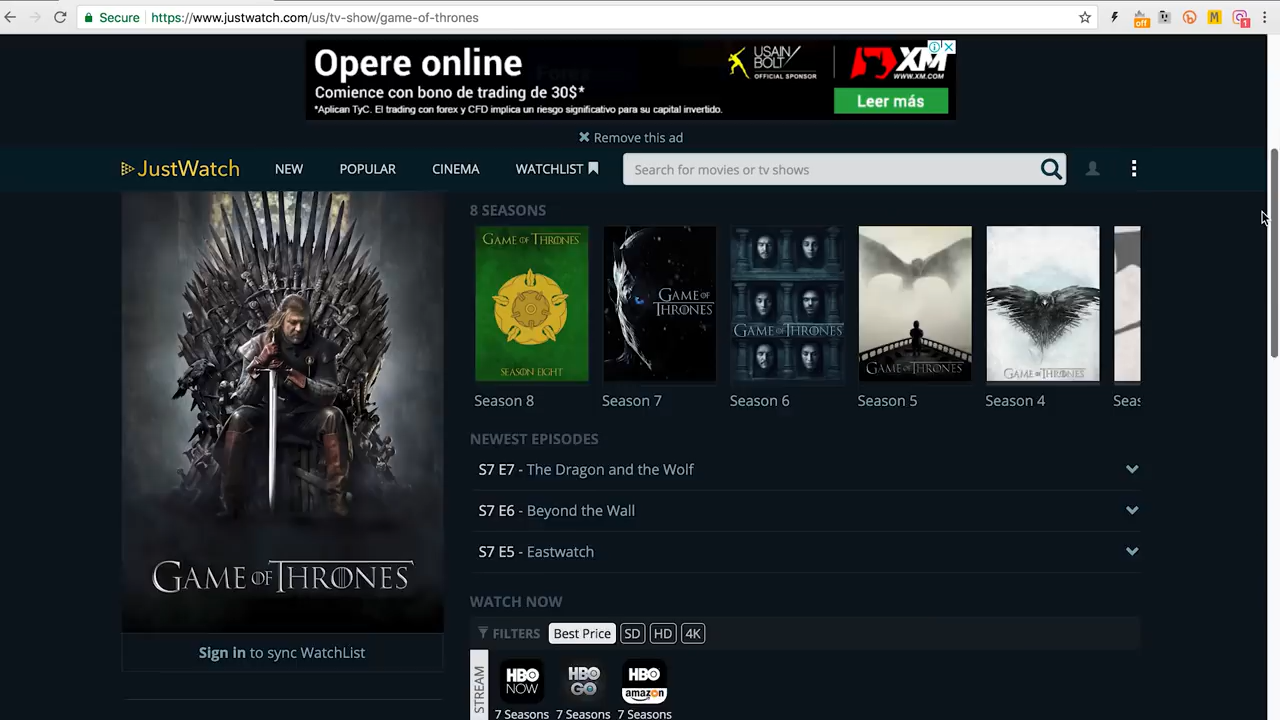 Secure
https://www.justwatch.com/us/tv-show/game-of-thrones
off
M
1
Opere online
Comience con bono de trading de 30$*
*Aplican TyC. El trading con forex y CFD implica un riesgo significativo para su capital invertido.
USAIN BOLT
OFFICIAL SPONSOR
XM
WWW.XM.COM
Leer más
Remove this ad
JustWatch
NEW
POPULAR
CINEMA
WATCHLIST
Search for movies or tv shows
GAME OF THRONES
Sign in to sync WatchList
8 SEASONS
GAME OF THRONES
SEASON EIGHT
GAME OF THRONES
GAME OF THRONES
GAME OF THRONES
GAME OF THRONES
Season 8
Season 7
Season 6
Season 5
Season 4
Seas
NEWEST EPISODES
S7 E7 - The Dragon and the Wolf
S7 E6 - Beyond the Wall
S7 E5 - Eastwatch
WATCH NOW
FILTERS
Best Price
SD
HD
4K
STREAM
HBO NOW
HBO GO
HBO amazon
7 Seasons
7 Seasons
7 Seasons